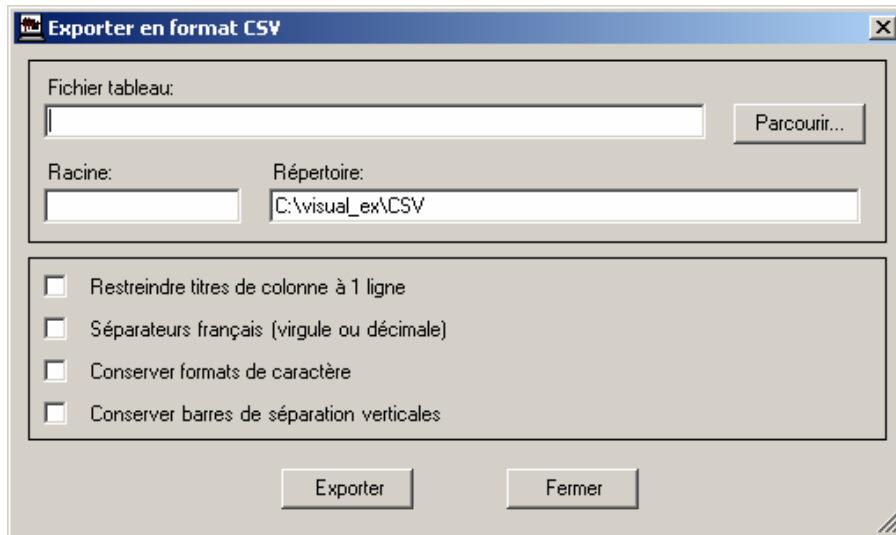 Exporter en format CSV
Fichier tableau:
Parcourir...
Racine:
Répertoire:
C:\visual_ex\CSV
Restreindre titres de colonne à 1 ligne
Séparateurs français (virgule ou décimale)
Conserver formats de caractère
Conserver barres de séparation verticales
Exporter
Fermer